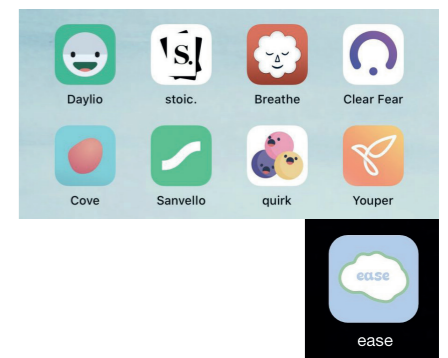 S.
Daylio stoic. Breathe Clear Fear
Cove Sanvello quirk Youper
ease
ease